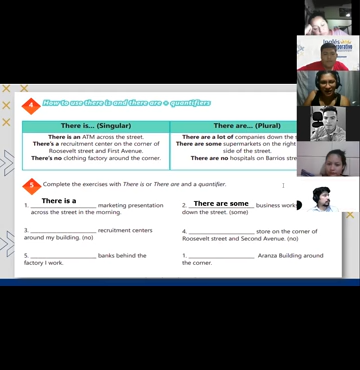 Inglés
corporativo
4 How to use there is and there are + quantifiers
There is... (Singular)
There are... (Plural)
There is an ATM across the street.
There's a recruitment center on the corner of
Roosevelt street and First Avenue.
There's no clothing factory around the corner.
There are a lot of companies down the
There are some supermarkets on the right
side of the street.
There are no hospitals on Barrios
5 Complete the exercises with There is or There are and a quantifier.
1. There is a marketing presentation
across the street in the morning.
2. There are some business work
down the street. (some)
3. recruitment centers
around my building. (no)
4. store on the corner of
Roosevelt street and Second Avenue. (no)
5. banks behind the
factory I work.
1. Aranza Building around
the corner.